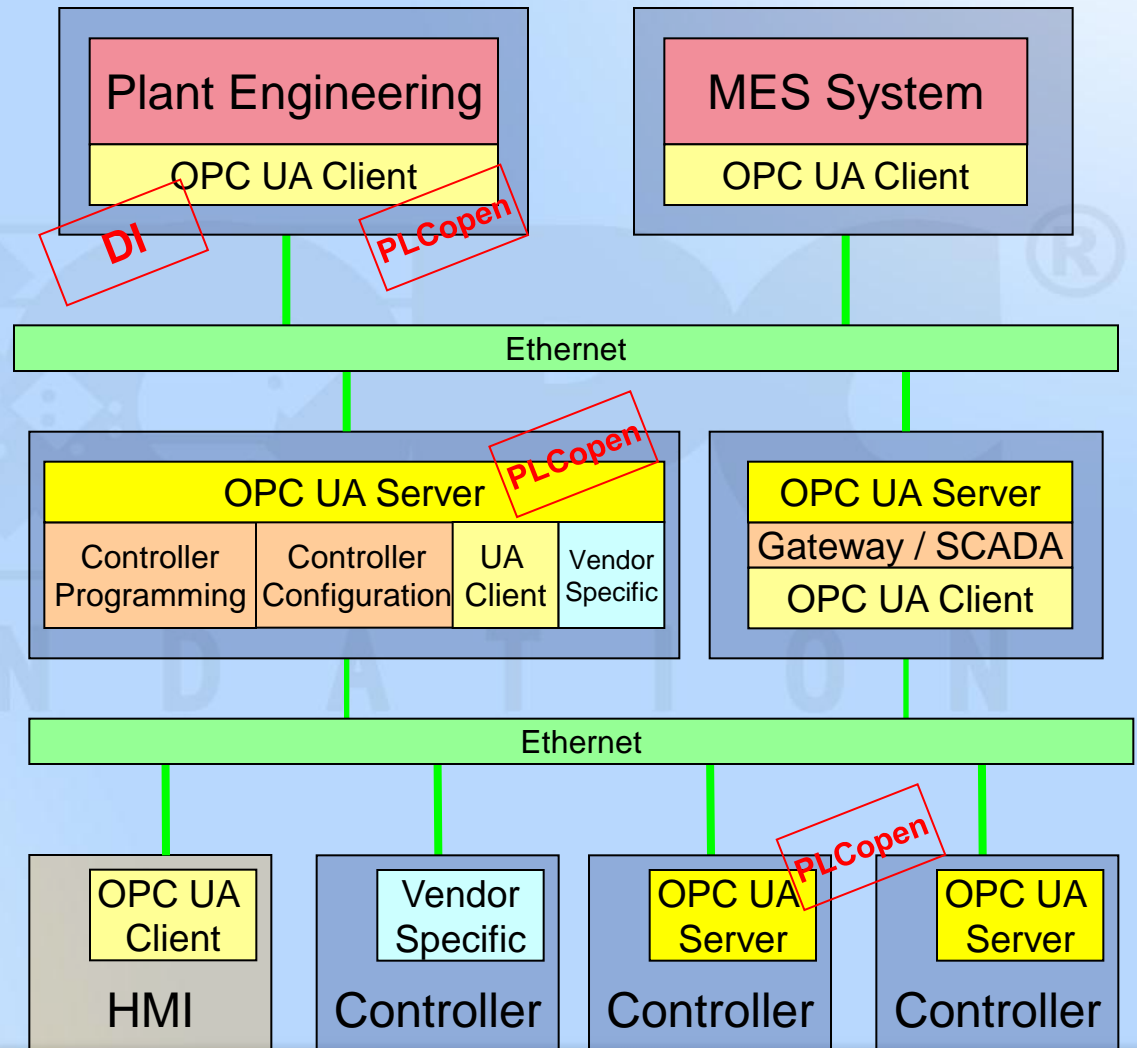 Plant Engineering
OPC UA Client
DI
PLCopen
MES System
OPC UA Client
®
Ethernet
PLCopen
OPC UA Server
Controller
Programming
Controller
Configuration
UA
Client
Vendor
Specific
OPC UA Server
Gateway / SCADA
OPC UA Client
N D A T I O N
Ethernet
PLCopen
OPC UA
Client
HMI
Vendor
Specific
Controller
OPC UA
Server
Controller
OPC UA
Server
Controller